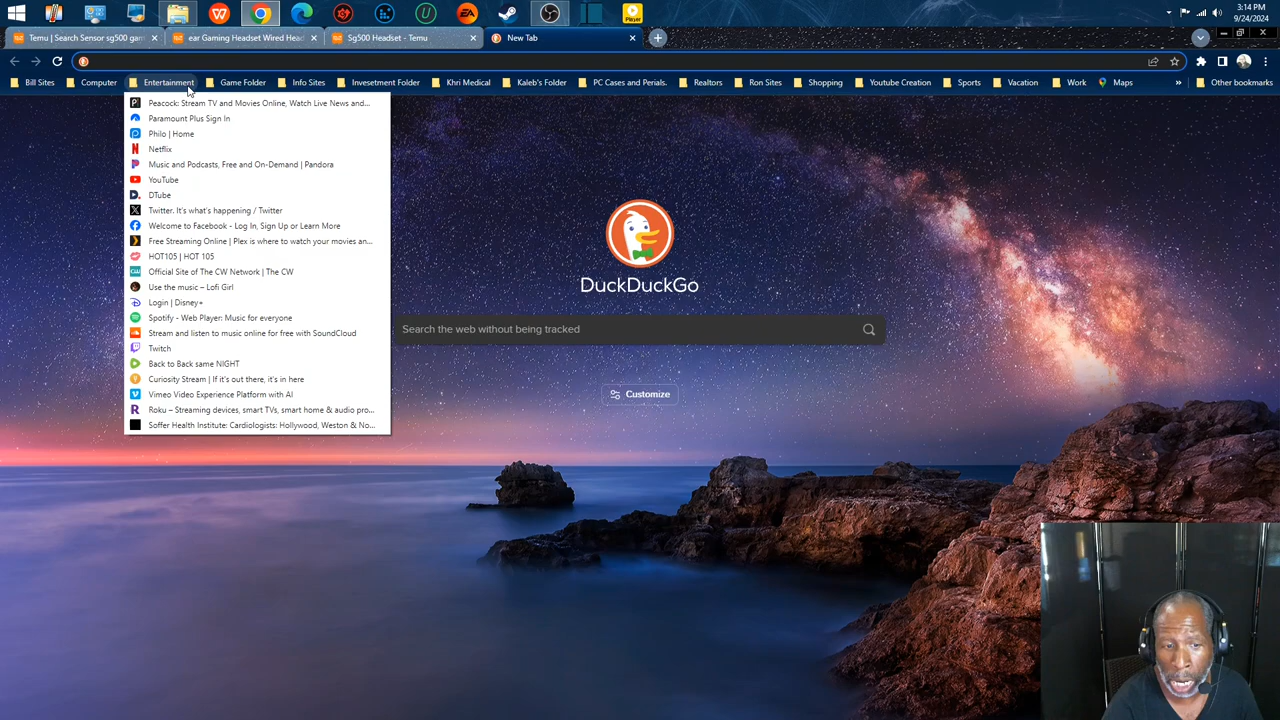 Player
3:14 PM
9/24/2024
Temu | Search Sensor sg500 gam
ear Gaming Headset Wired Head
Sg500 Headset - Temu
New Tab
Bill Sites
Computer
Entertainment
Game Folder
Info Sites
Invesetment Folder
Khri Medical
Kaleb's Folder
PC Cases and Perials.
Realtors
Ron Sites
Shopping
Youtube Creation
Sports
Vacation
Work
Maps
Other bookmarks
Peacock: Stream TV and Movies Online, Watch Live News and...
Paramount Plus Sign In
Philo | Home
Netflix
Music and Podcasts, Free and On-Demand | Pandora
YouTube
DTube
Twitter. It's what's happening / Twitter
Welcome to Facebook - Log In, Sign Up or Learn More
Free Streaming Online | Plex is where to watch your movies an...
HOT105 | HOT 105
Official Site of The CW Network | The CW
Use the music – Lofi Girl
Login | Disney+
Spotify - Web Player: Music for everyone
Stream and listen to music online for free with SoundCloud
Twitch
Back to Back same NIGHT
Curiosity Stream | If it's out there, it's in here
Vimeo Video Experience Platform with AI
Roku – Streaming devices, smart TVs, smart home & audio pro...
Soffer Health Institute: Cardiologists: Hollywood, Weston & No...
DuckDuckGo
Search the web without being tracked
Customize